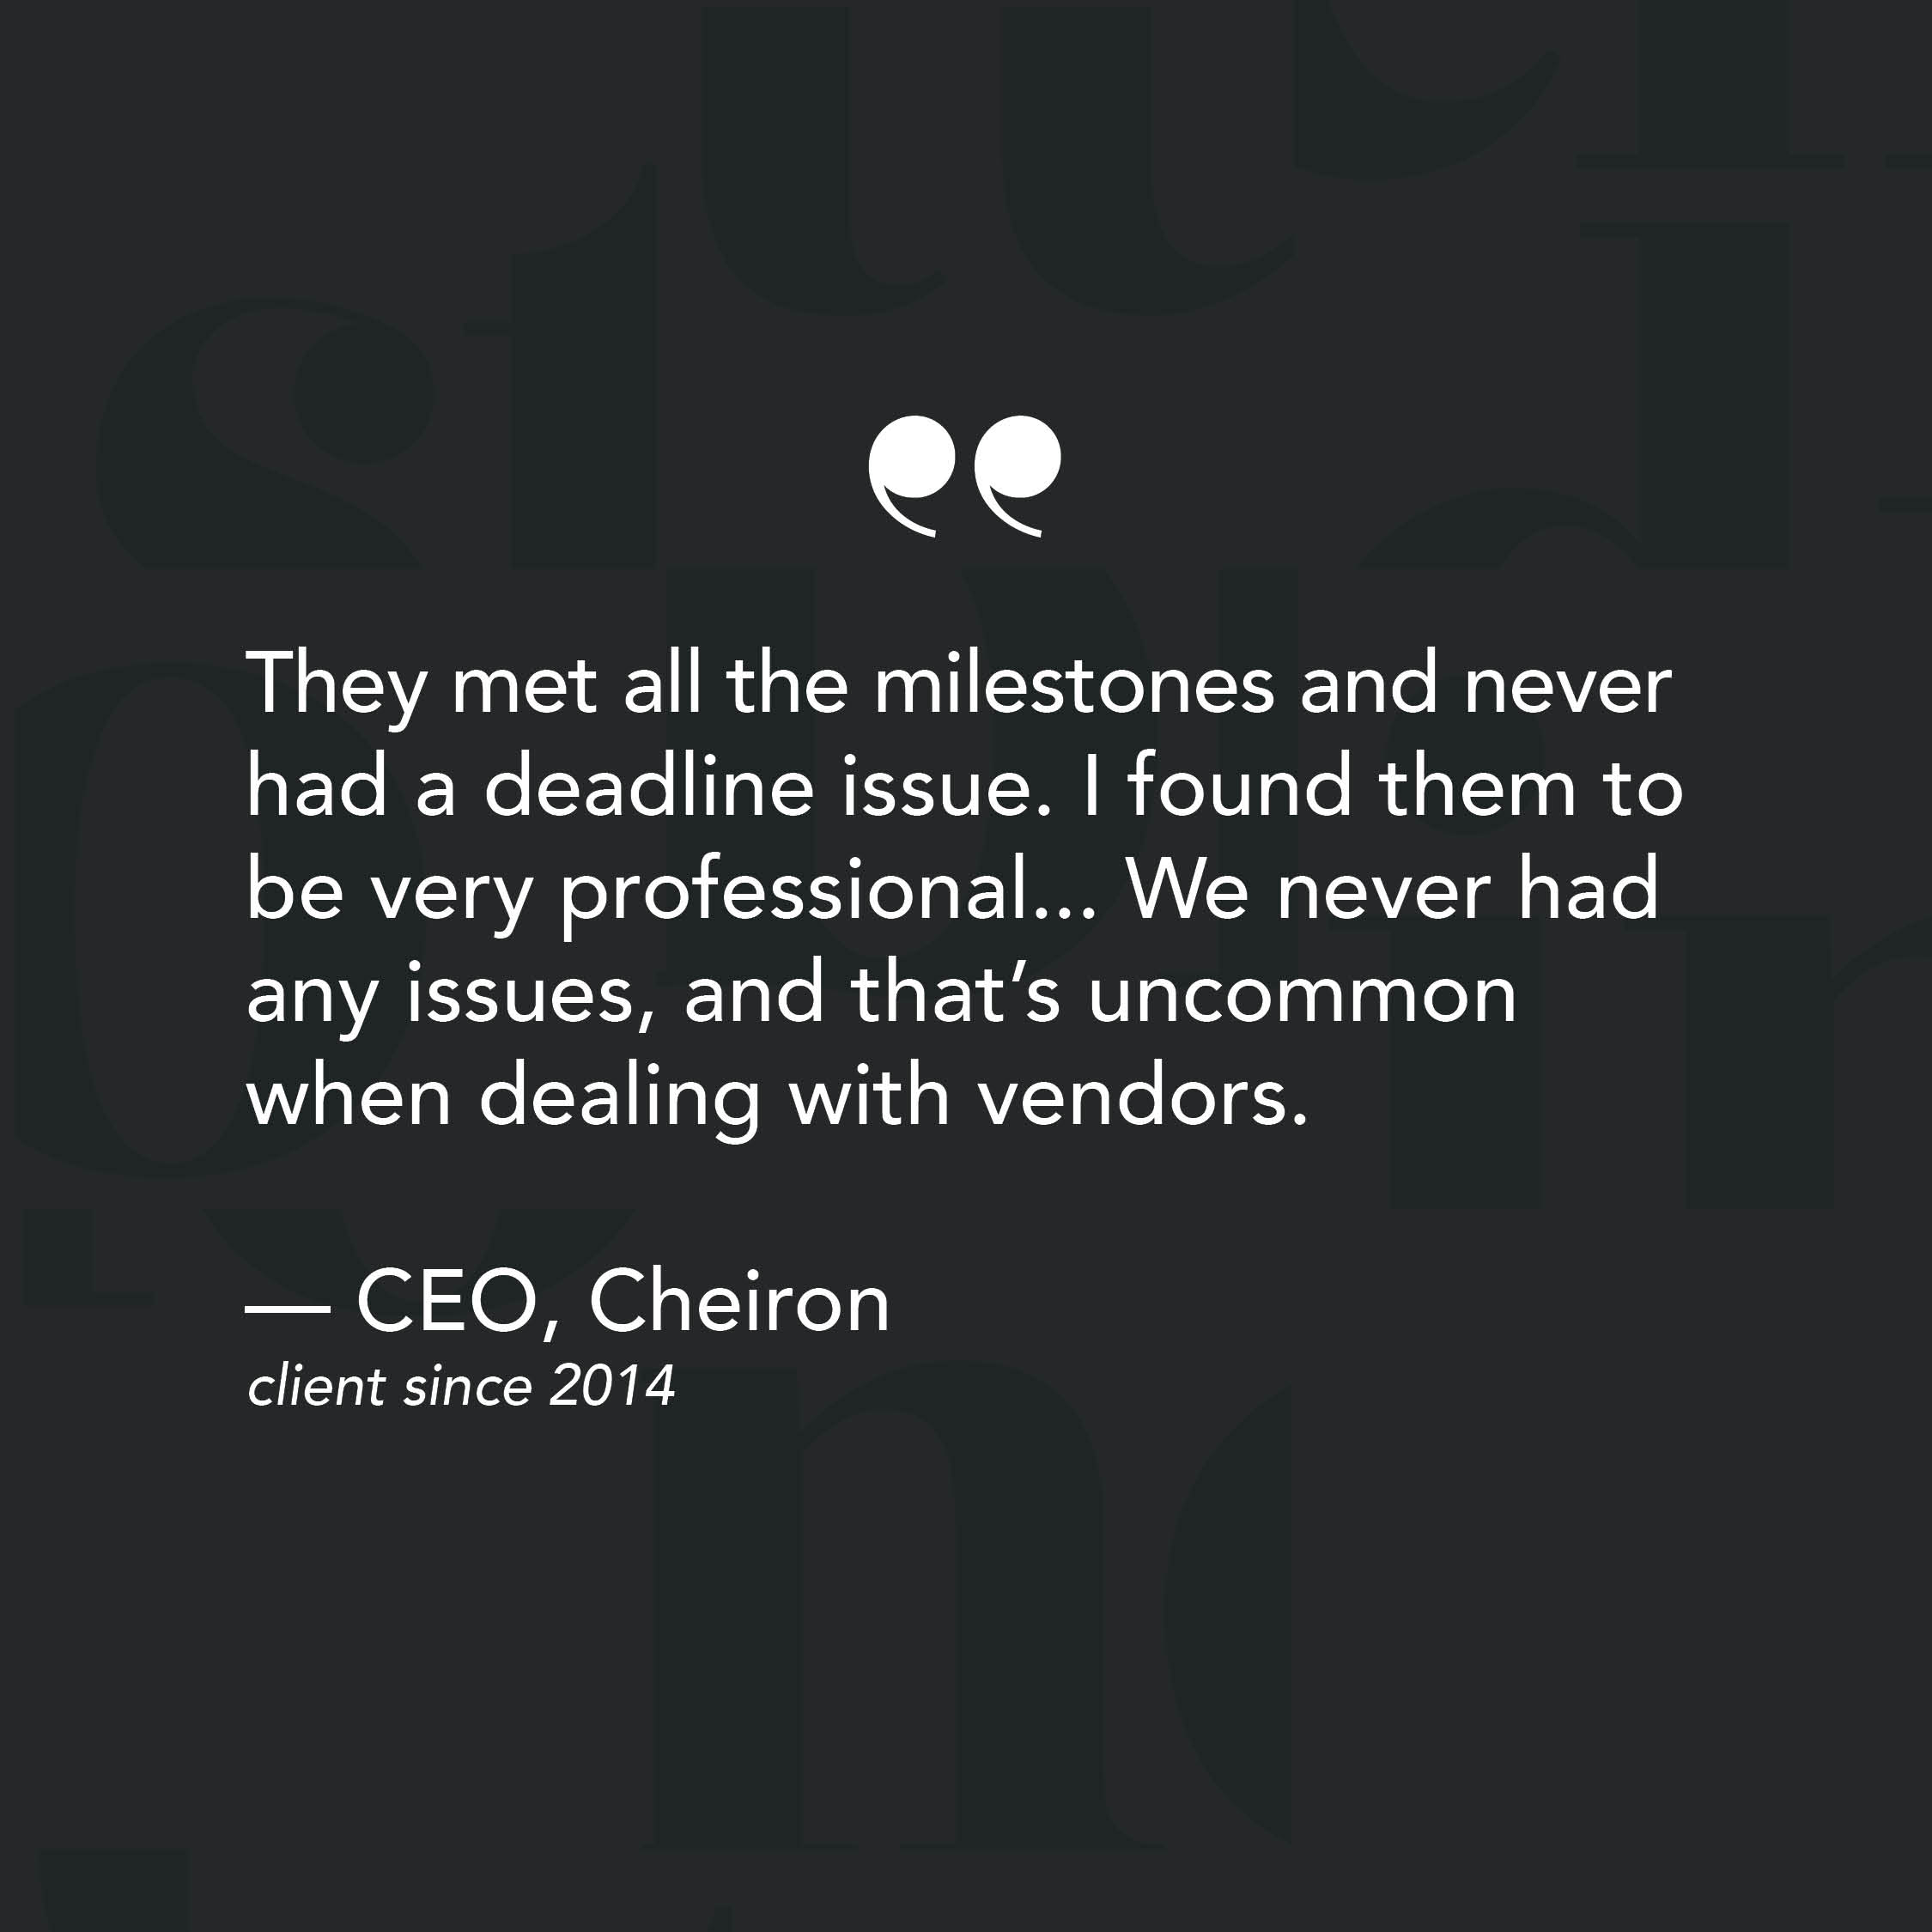 They met all the milestones and never
had a deadline issue. I found them to
be very professional... We never had
any issues, and that’s uncommon
when dealing with vendors.
— CEO, Cheiron
client since 2014